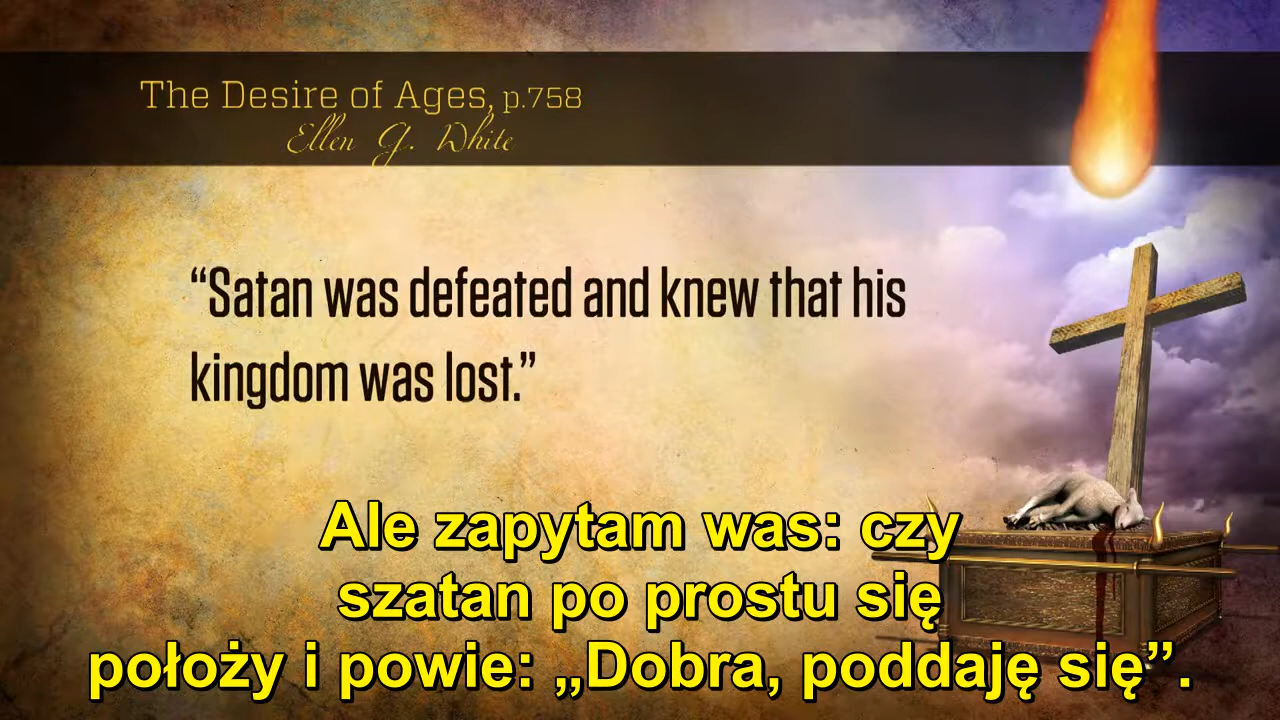 The Desire of Ages, p.758
Ellen G. White
“Satan was defeated and knew that his
kingdom was lost.”
Ale zapytam was: czy
szatan po prostu się
położy i powie: „Dobra, poddaję się”.